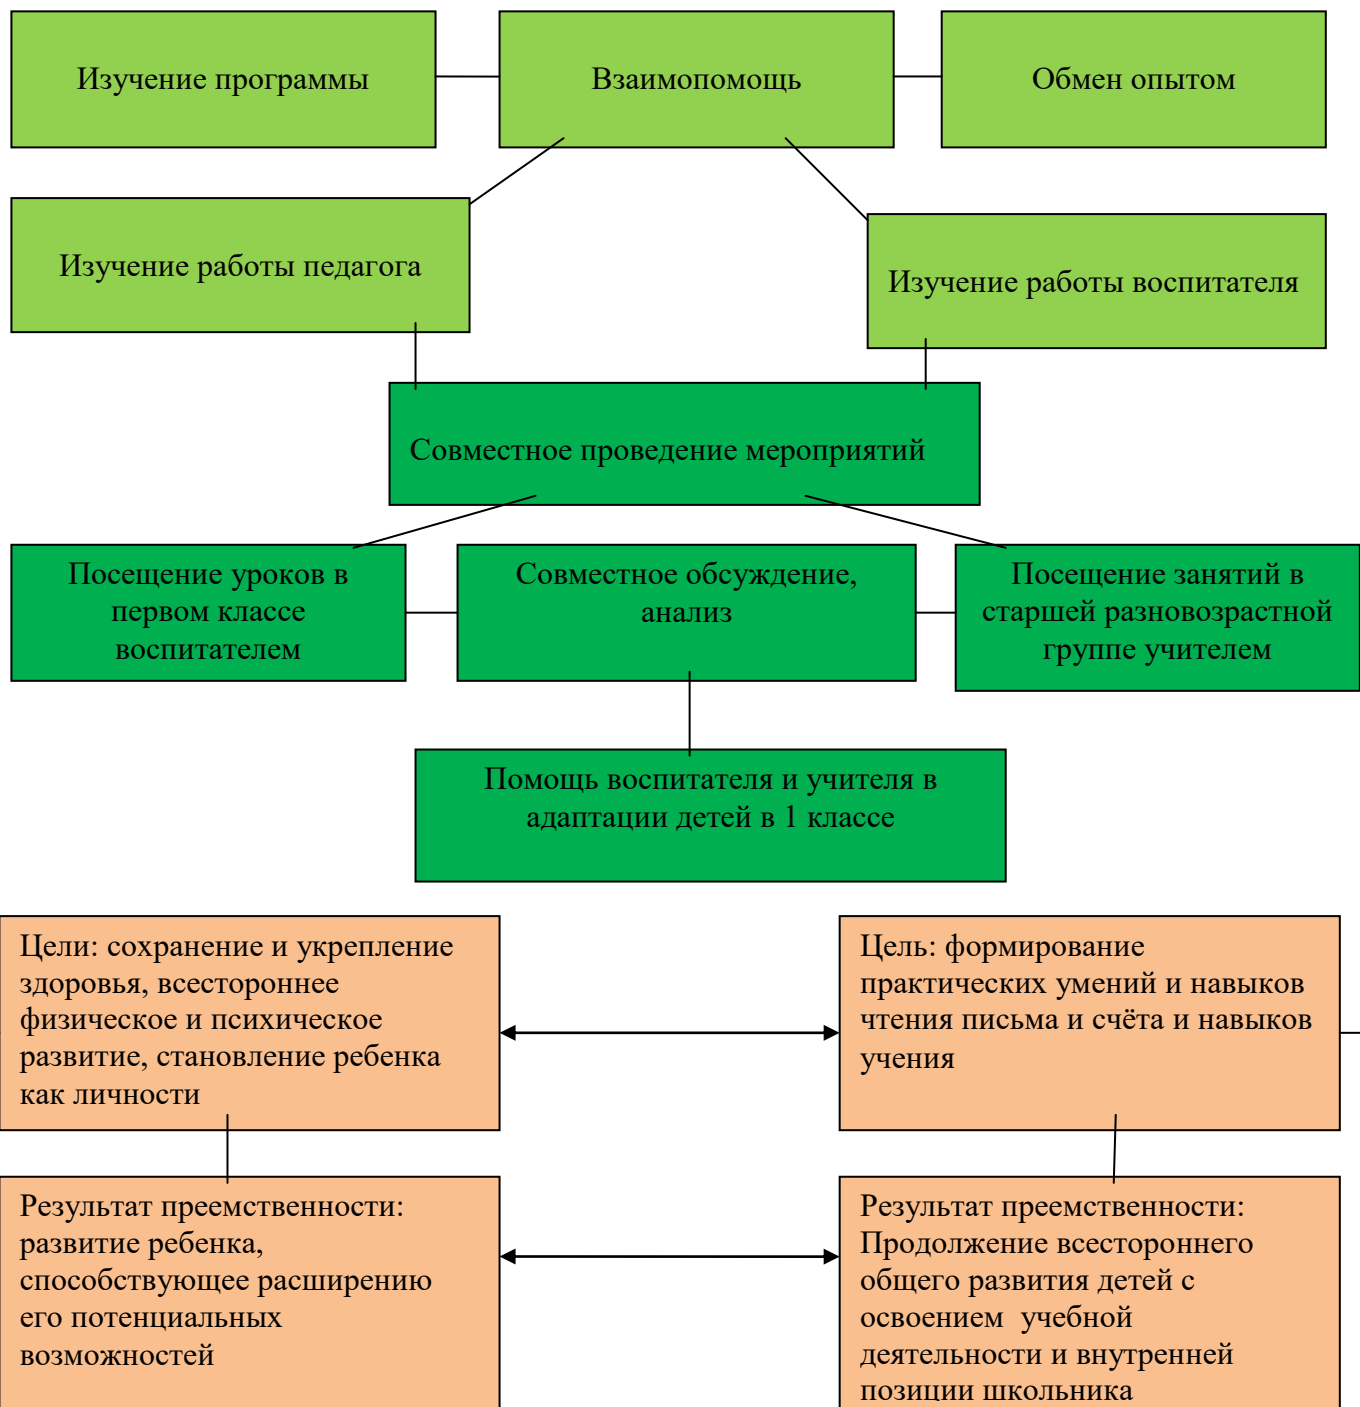 Изучение программы
Взаимопомощь
Обмен опытом
Изучение работы педагога
Изучение работы воспитателя
Совместное проведение мероприятий
Посещение уроков в
первом классе
воспитателем
Совместное обсуждение,
анализ
Посещение занятий в
старшей разновозрастной
группе учителем
Помощь воспитателя и учителя в
адаптации детей в 1 классе
Цели: сохранение и укрепление
здоровья, всестороннее
физическое и психическое
развитие, становление ребенка
как личности
Цель: формирование
практических умений и навыков
чтения письма и счёта и навыков
учения
Результат преемственности:
развитие ребенка,
способствующее расширению
его потенциальных
возможностей
Результат преемственности:
Продолжение всестороннего
общего развития детей с
освоением  учебной
деятельности и внутренней
позиции школьника